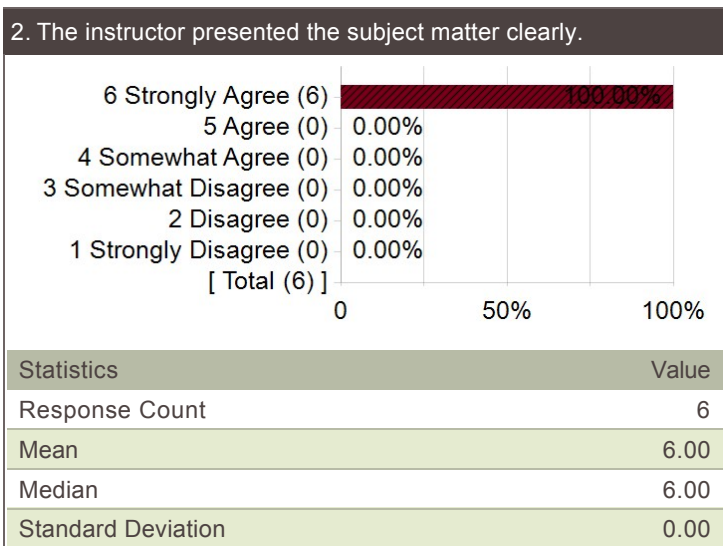 2. The instructor presented the subject matter clearly.
6 Strongly Agree (6) 100.00%
5 Agree (0) 0.00%
4 Somewhat Agree (0) 0.00%
3 Somewhat Disagree (0) 0.00%
2 Disagree (0) 0.00%
1 Strongly Disagree (0) 0.00%
[ Total (6) ]
0 50% 100%
Statistics Value
Response Count 6
Mean 6.00
Median 6.00
Standard Deviation 0.00